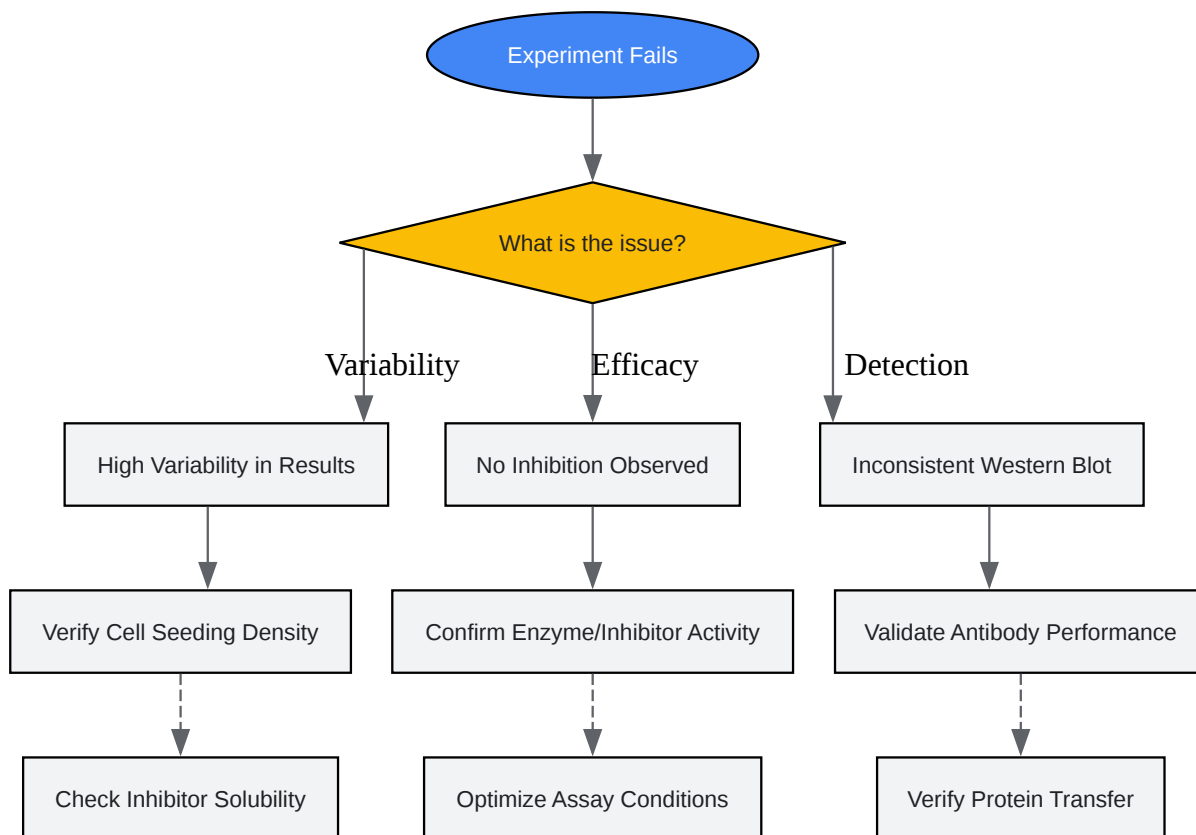 Experiment Fails
What is the issue?
Variability
Efficacy
Detection
High Variability in Results
No Inhibition Observed
Inconsistent Western Blot
Verify Cell Seeding Density
Confirm Enzyme/Inhibitor Activity
Validate Antibody Performance
Check Inhibitor Solubility
Optimize Assay Conditions
Verify Protein Transfer